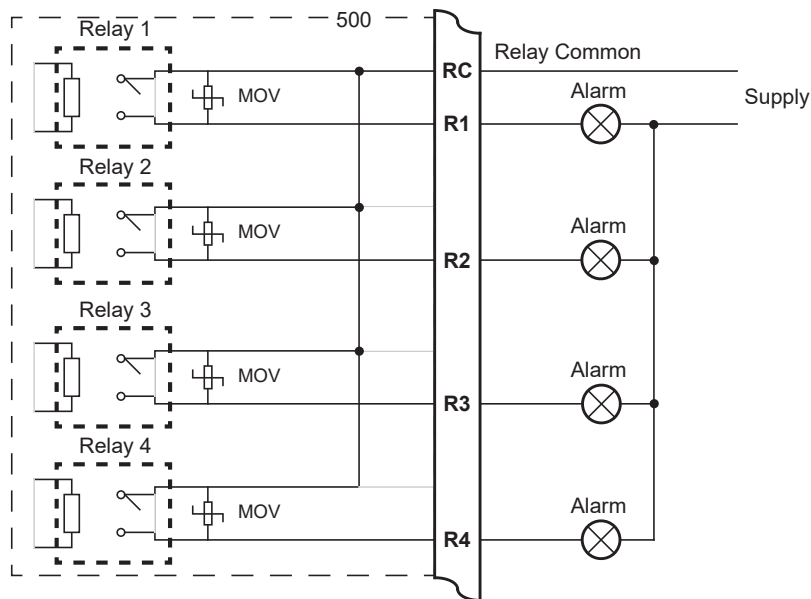 Relay 1
500
MOV
RC
Relay Common
R1
Alarm
Supply
Relay 2
MOV
R2
Alarm
Relay 3
MOV
R3
Alarm
Relay 4
MOV
R4
Alarm